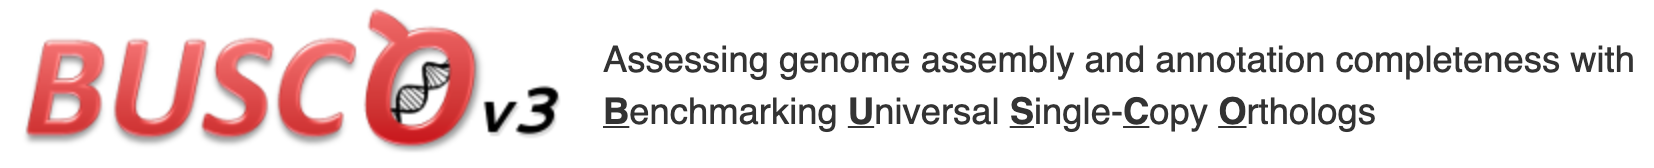 BUSCO v3
Assessing genome assembly and annotation completeness with
Benchmarking Universal Single-Copy Orthologs